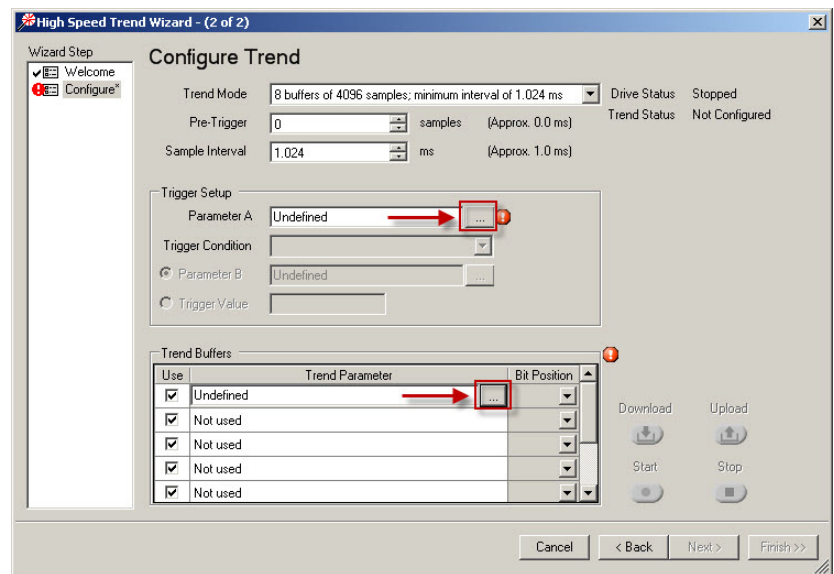 High Speed Trend Wizard - (2 of 2)
Wizard Step
Welcome
Configure*
Configure Trend
Trend Mode 8 buffers of 4096 samples; minimum interval of 1.024 ms Drive Status Stopped
Pre-Trigger 0 samples (Approx. 0.0 ms) Trend Status Not Configured
Sample Interval 1.024 ms (Approx. 1.0 ms)
Trigger Setup
Parameter A Undefined ...
Trigger Condition
Parameter B Undefined ...
Trigger Value
Trend Buffers
Use Trend Parameter Bit Position
Undefined ...
Not used
Not used
Not used
Not used
Download Upload
Start Stop
Cancel < Back Next > Finish >>